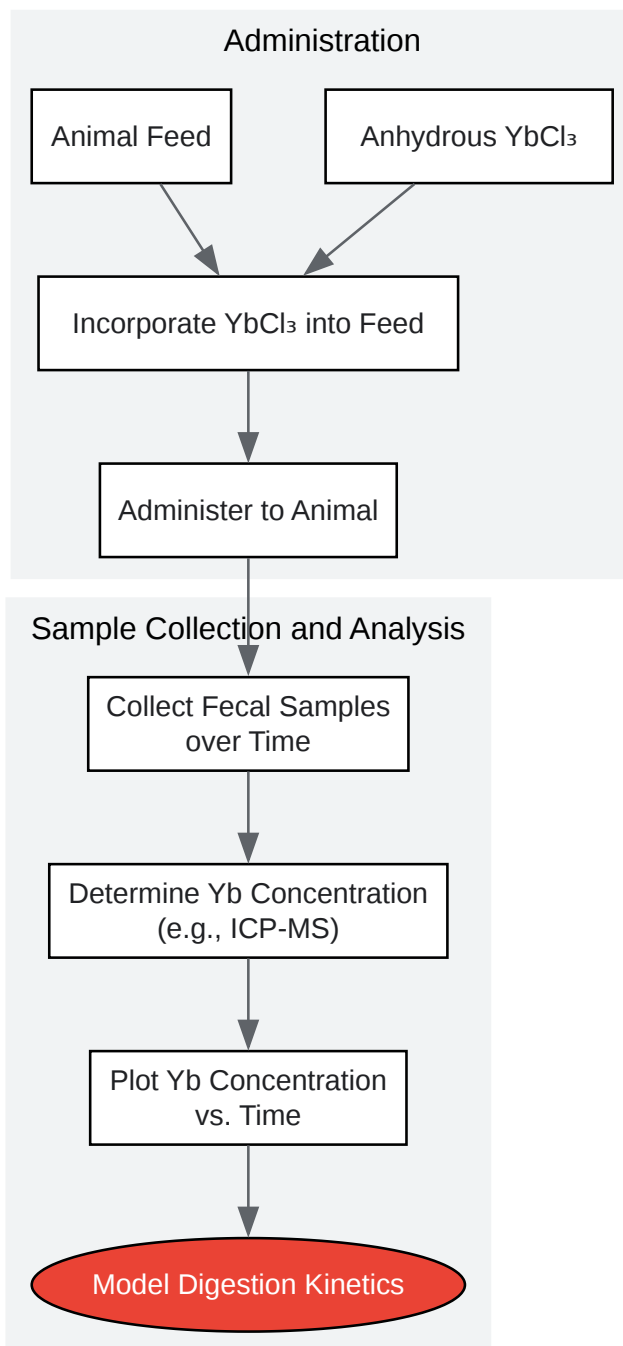 Administration
Animal Feed
Anhydrous YbCl₃
Incorporate YbCl₃ into Feed
Administer to Animal
Sample Collection and Analysis
Collect Fecal Samples
over Time
Determine Yb Concentration
(e.g., ICP-MS)
Plot Yb Concentration
vs. Time
Model Digestion Kinetics